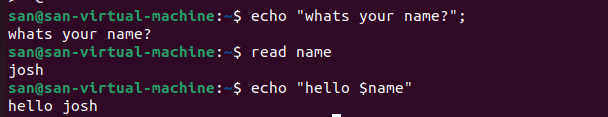 san@san-virtual-machine:~$ echo "whats your name?";
whats your name?
san@san-virtual-machine:~$ read name
josh
san@san-virtual-machine:~$ echo "hello $name"
hello josh